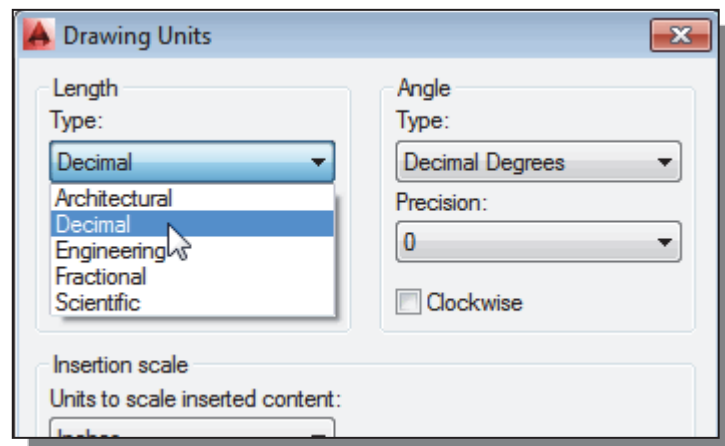 Drawing Units
Length
Type:
Decimal
Architectural
Decimal
Engineering
Fractional
Scientific
Angle
Type:
Decimal Degrees
Precision:
0
Clockwise
Insertion scale
Units to scale inserted content: